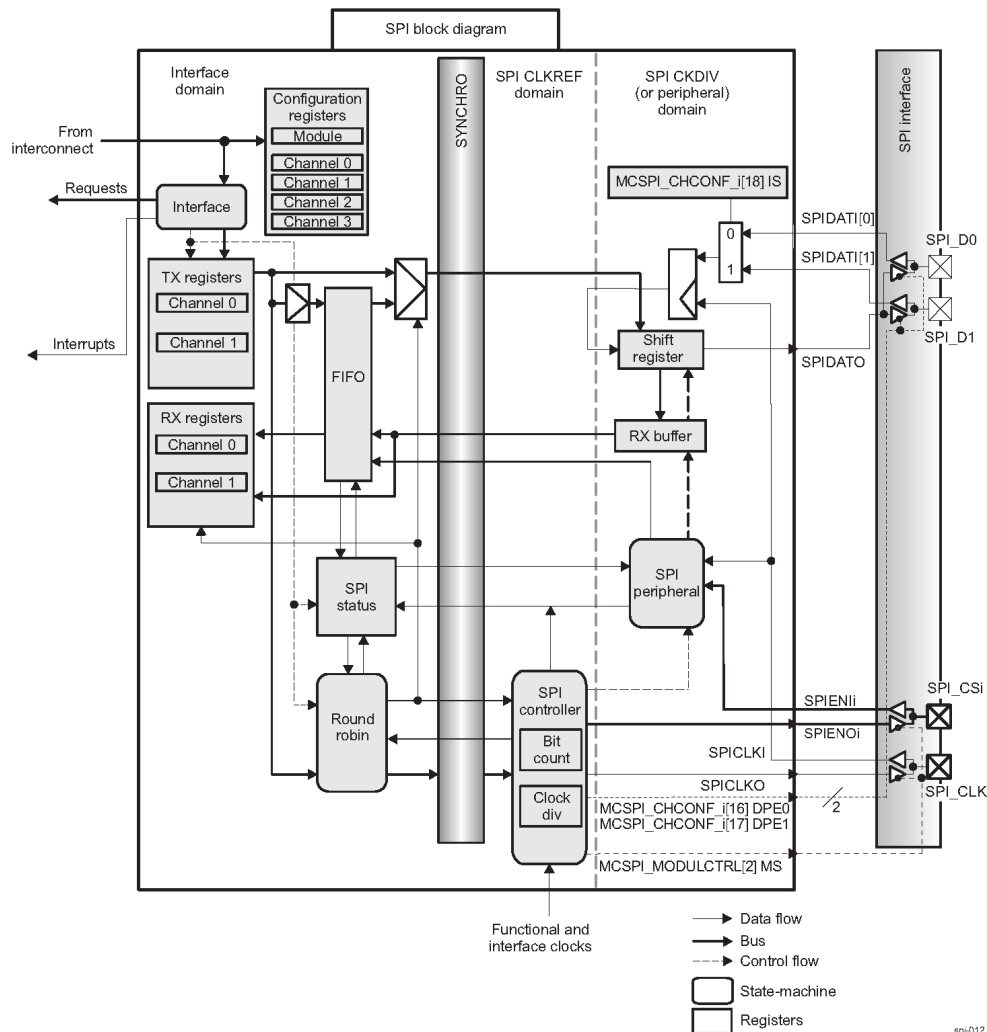 SPI block diagram
Interface
domain
SYNCHRO
SPI CLKREF
domain
SPI CKDIV
(or peripheral)
domain
SPI interface
Configuration
registers
Module
Channel 0
Channel 1
Channel 2
Channel 3
From
interconnect
Requests
Interface
MCSPI_CHCONF_i[18] IS
0
1
SPIDATI[0]
SPI_D0
SPIDATI[1]
SPI_D1
TX registers
Channel 0
Channel 1
Interrupts
FIFO
Shift
register
SPIDATO
RX registers
Channel 0
Channel 1
RX buffer
SPI
status
SPI
peripheral
Round
robin
SPI
controller
Bit
count
Clock
div
SPIENIi
SPI_CSi
SPIENOi
SPICLKI
SPICLKO
SPI_CLK
MCSPI_CHCONF_i[16] DPE0
MCSPI_CHCONF_i[17] DPE1
2
MCSPI_MODULCTRL[2] MS
Functional and
interface clocks
Data flow
Bus
Control flow
State-machine
Registers
spi-012